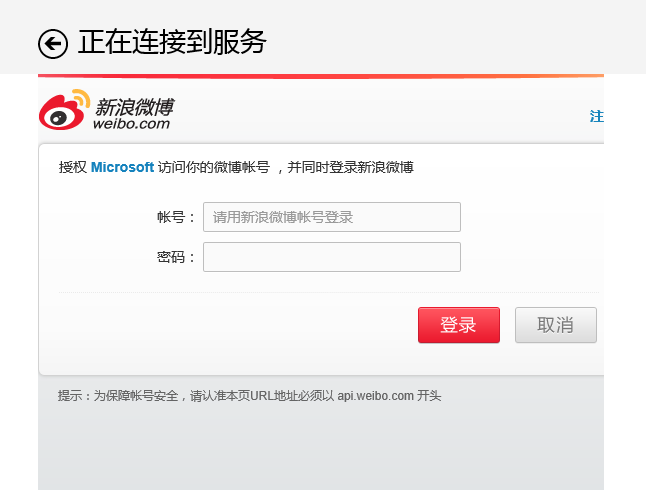 正在连接到服务
新浪微博
weibo.com
注
授权 Microsoft 访问你的微博帐号 ，并同时登录新浪微博
帐号：
请用新浪微博帐号登录
密码：
登录
取消
提示：为保障帐号安全，请认准本页URL地址必须以 api.weibo.com 开头